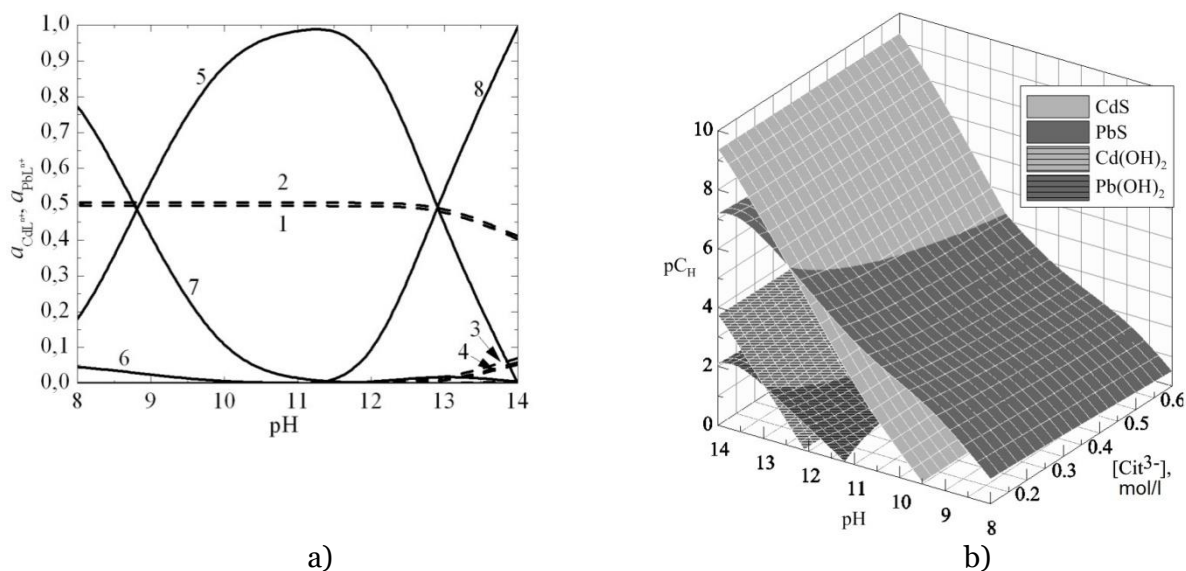 1,0
0,9
0,8
0,7
0,6
0,5
0,4
0,3
0,2
0,1
0,0
8 9 10 11 12 13 14
pH
a_CdL^n+, a_PbL^n+
5
8
2
1
7
6
3
4
a)
CdS
PbS
Cd(OH)₂
Pb(OH)₂
10
8
6
4
2
0
pC_H
14 13 12 11 10 9 8
pH
0.2 0.3 0.4 0.5 0.6
[Cit³⁻],
mol/l
b)